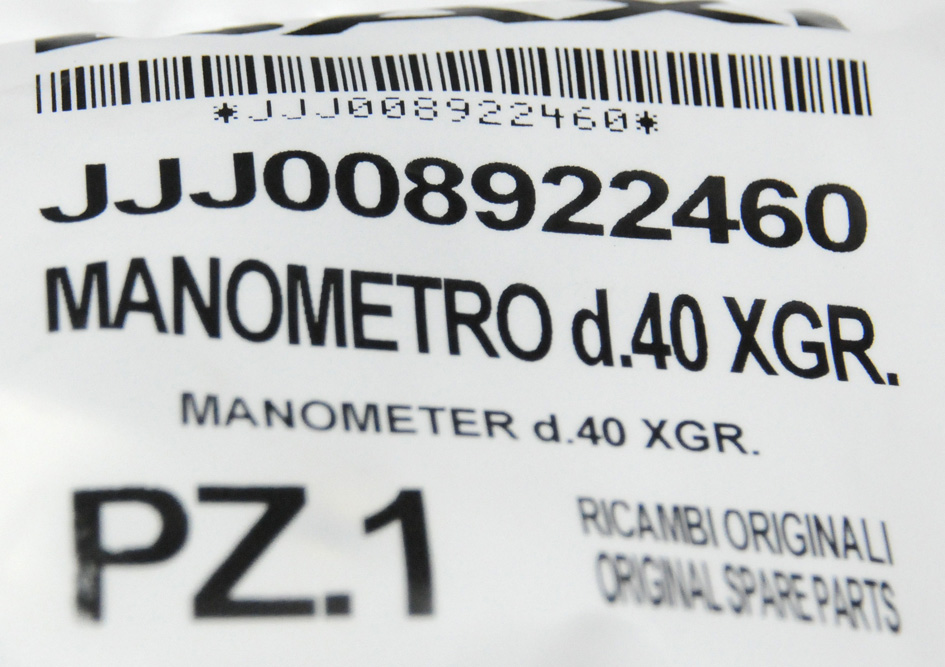 *JJJ008922460*
JJJ008922460
MANOMETRO d.40 XGR.
MANOMETER d.40 XGR.
PZ.1
RICAMBI ORIGINALI
ORIGINAL SPARE PARTS